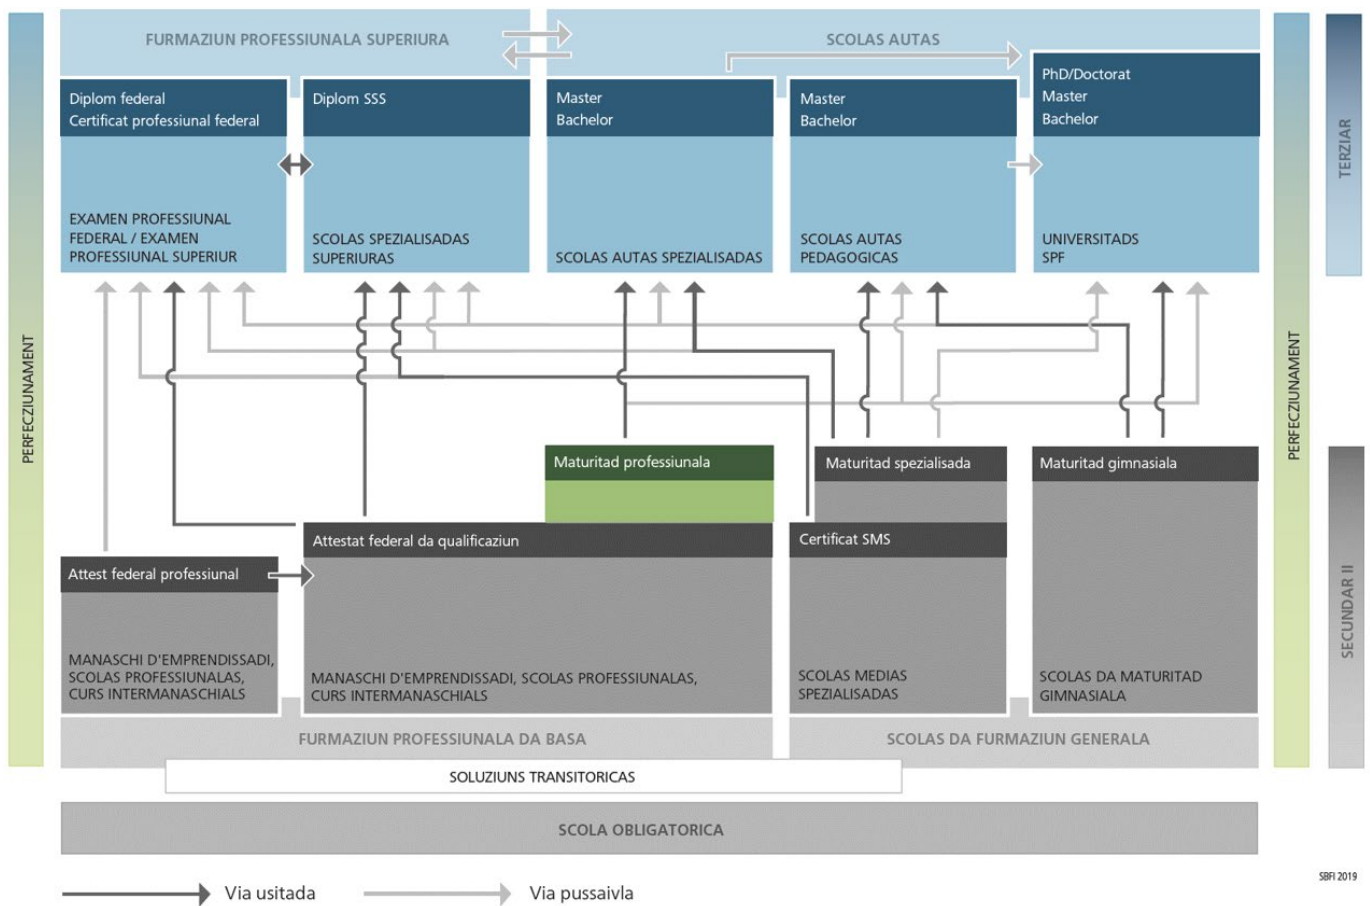 FURMAZIUN PROFESSIUNALA SUPERIURA
SCOLAS AUTAS
Diplom federal
Certificat professiunal federal
EXAMEN PROFESSIUNAL
FEDERAL / EXAMEN
PROFESSIUNAL SUPERIUR
Diplom SSS
SCOLAS SPEZIALISADAS
SUPERIURAS
Master
Bachelor
SCOLAS AUTAS SPEZIALISADAS
Master
Bachelor
SCOLAS AUTAS
PEDAGOGICAS
PhD/Doctorat
Master
Bachelor
UNIVERSITADS
SPF
TERZIAR
PERFECZIUNAMENT
PERFECZIUNAMENT
Maturitad professiunala
Maturitad spezialisada
Maturitad gimnasiala
Attestat federal da qualificaziun
Certificat SMS
Attest federal professiunal
MANASCHI D'EMPRENDISSADI,
SCOLAS PROFESSIUNALAS,
CURS INTERMANASCHIALS
MANASCHI D'EMPRENDISSADI, SCOLAS PROFESSIUNALAS,
CURS INTERMANASCHIALS
SCOLAS MEDIAS
SPEZIALISADAS
SCOLAS DA MATURITAD
GIMNASIALA
SECUNDAR II
FURMAZIUN PROFESSIUNALA DA BASA
SCOLAS DA FURMAZIUN GENERALA
SOLUZIUNS TRANSITORICAS
SCOLA OBLIGATORICA
Via usitada
Via pussaivla
SBFI 2019